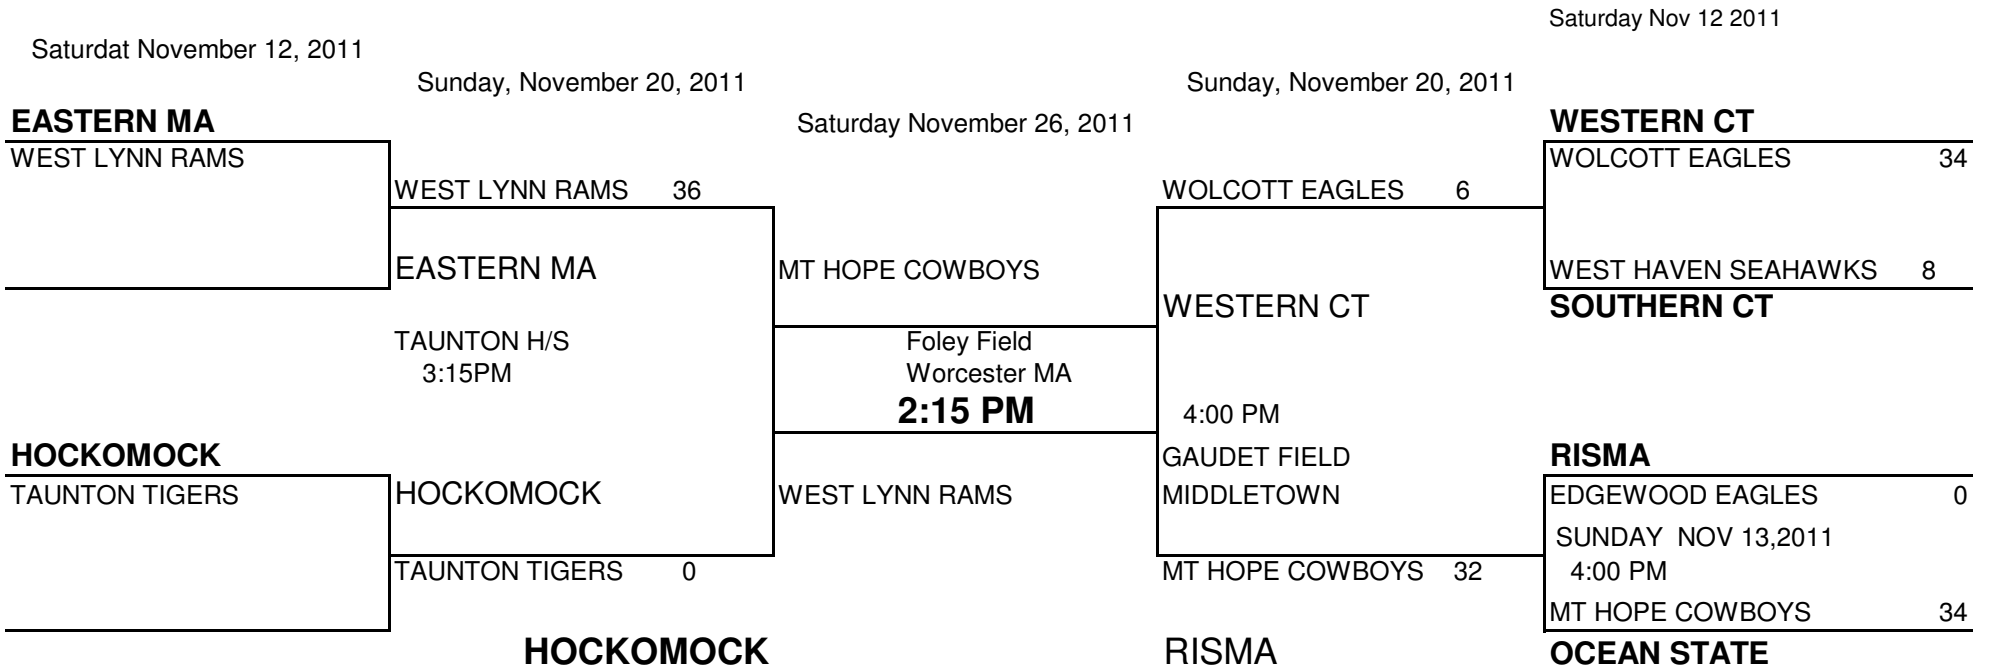 Saturday Nov 12 2011
Saturdat November 12, 2011
Sunday, November 20, 2011
Sunday, November 20, 2011
EASTERN MA
Saturday November 26, 2011
WESTERN CT
WEST LYNN RAMS
WOLCOTT EAGLES 34
WEST LYNN RAMS 36
WOLCOTT EAGLES 6
EASTERN MA
MT HOPE COWBOYS
WEST HAVEN SEAHAWKS 8
WESTERN CT
SOUTHERN CT
TAUNTON H/S
Foley Field
3:15PM
Worcester MA
2:15 PM
4:00 PM
HOCKOMOCK
GAUDET FIELD
RISMA
TAUNTON TIGERS
HOCKOMOCK
WEST LYNN RAMS
MIDDLETOWN
EDGEWOOD EAGLES 0
SUNDAY NOV 13,2011
TAUNTON TIGERS 0
MT HOPE COWBOYS 32
4:00 PM
MT HOPE COWBOYS 34
HOCKOMOCK
RISMA
OCEAN STATE